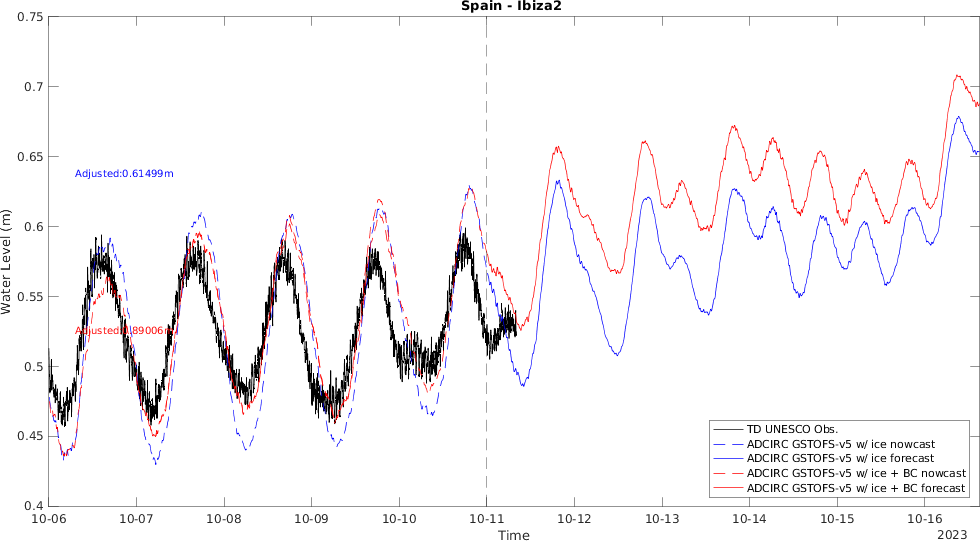 Spain - Ibiza2
0.75
0.7
0.65
0.6
0.55
0.5
0.45
0.4
Water Level (m)
Adjusted:0.61499m
Adjusted: .89006m
TD UNESCO Obs.
ADCIRC GSTOFS-v5 w/ ice nowcast
ADCIRC GSTOFS-v5 w/ ice forecast
ADCIRC GSTOFS-v5 w/ ice + BC nowcast
ADCIRC GSTOFS-v5 w/ ice + BC forecast
10-06 10-07 10-08 10-09 10-10 10-11 10-12 10-13 10-14 10-15 10-16
Time
2023